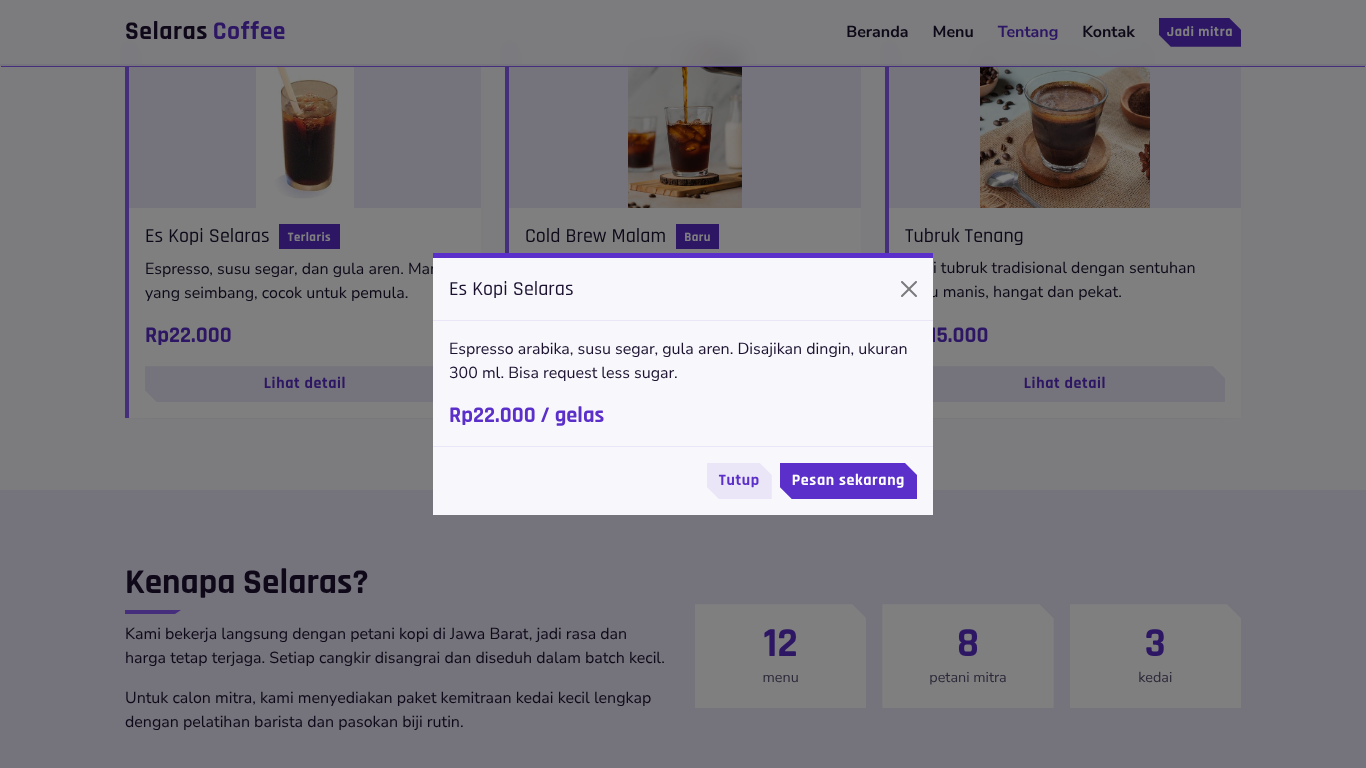 Selaras Coffee
Beranda
Menu
Tentang
Kontak
Jadi mitra
Es Kopi Selaras
Terlaris
Espresso, susu segar, dan gula aren.
yang seimbang, cocok untuk pemula.
Rp22.000
Lihat detail
Cold Brew Malam
Baru
Tubruk Tenang
tubruk tradisional dengan sentuhan
manis, hangat dan pekat.
15.000
Lihat detail
Es Kopi Selaras
Espresso arabika, susu segar, gula aren. Disajikan dingin, ukuran
300 ml. Bisa request less sugar.
Rp22.000 / gelas
Tutup
Pesan sekarang
Kenapa Selaras?
Kami bekerja langsung dengan petani kopi di Jawa Barat, jadi rasa dan
harga tetap terjaga. Setiap cangkir disangrai dan diseduh dalam batch kecil.
Untuk calon mitra, kami menyediakan paket kemitraan kedai kecil lengkap
dengan pelatihan barista dan pasokan biji rutin.
12
menu
8
petani mitra
3
kedai